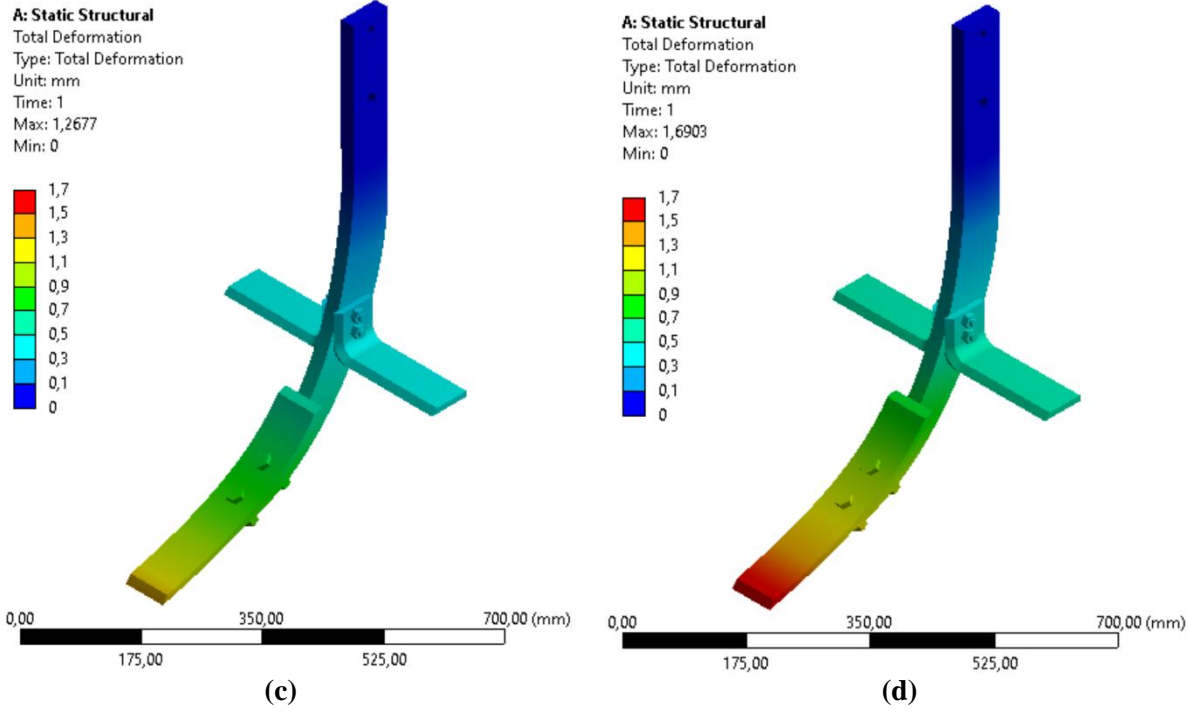 A: Static Structural
Total Deformation
Type: Total Deformation
Unit: mm
Time: 1
Max: 1,2677
Min: 0
1,7
1,5
1,3
1,1
0,9
0,7
0,5
0,3
0,1
0
0,00 350,00 700,00 (mm)
175,00 525,00
(c)
A: Static Structural
Total Deformation
Type: Total Deformation
Unit: mm
Time: 1
Max: 1,6903
Min: 0
1,7
1,5
1,3
1,1
0,9
0,7
0,5
0,3
0,1
0
0,00 350,00 700,00 (mm)
175,00 525,00
(d)